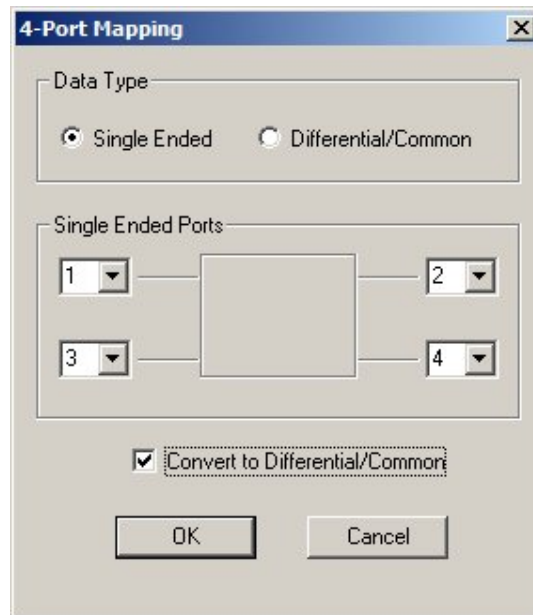 4-Port Mapping
Data Type
Single Ended Differential/Common
Single Ended Ports
1 2
3 4
Convert to Differential/Common
OK Cancel